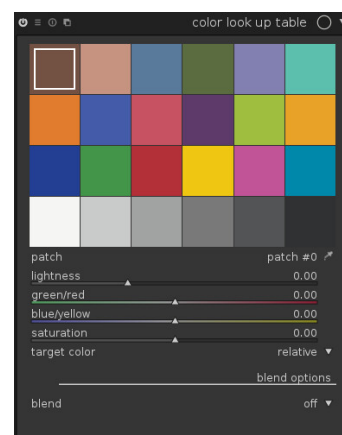 color look up table
patch patch #0
lightness 0.00
green/red 0.00
blue/yellow 0.00
saturation 0.00
target color relative
blend options
blend off